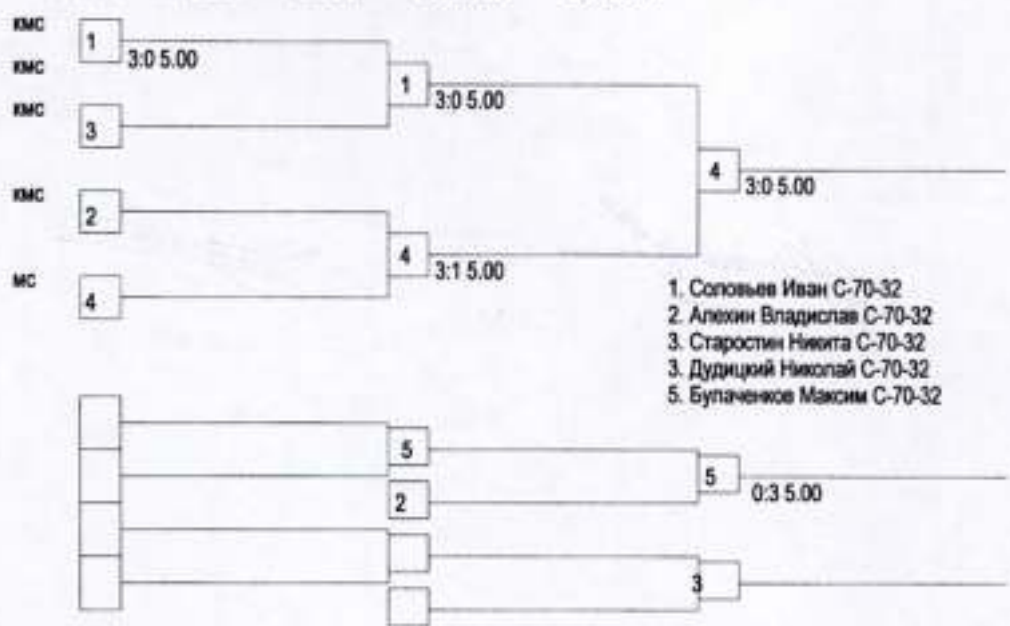 КМС
1
3:0 5.00
КМС
1
3:0 5.00
КМС
3
4
3:0 5.00
КМС
2
4
3:1 5.00
МС
4
1. Соловьев Иван С-70-32
2. Алехин Владислав С-70-32
3. Старостин Никита С-70-32
3. Дудицкий Николай С-70-32
5. Булаченков Максим С-70-32
5
5
0:3 5.00
2
3